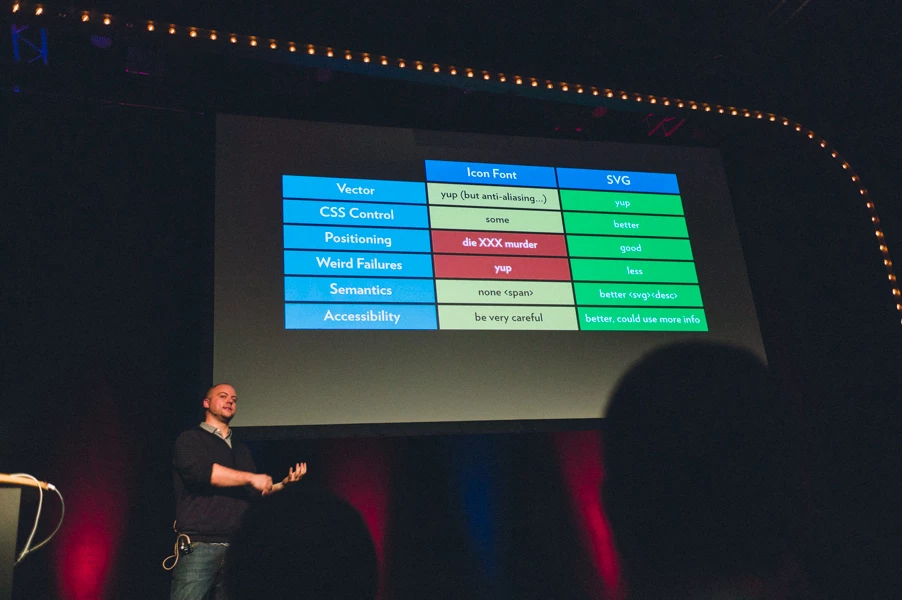 Icon Font SVG
Vector yup (but anti-aliasing...) yup
CSS Control some better
Positioning die XXX murder good
Weird Failures yup less
Semantics none <span> better <svg><desc>
Accessibility be very careful better, could use more info